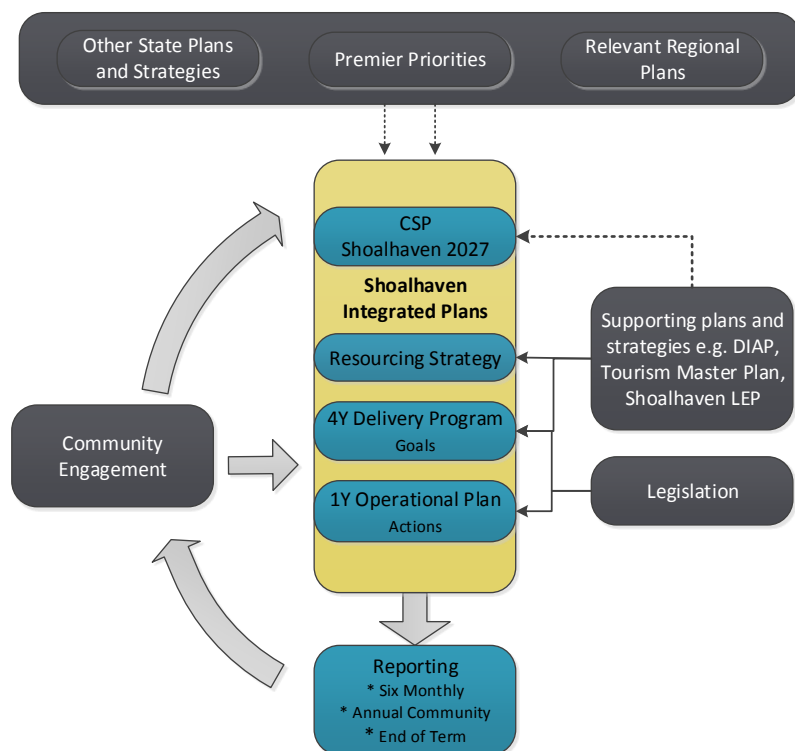 Other State Plans
and Strategies
Premier Priorities
Relevant Regional
Plans
CSP
Shoalhaven 2027
Shoalhaven
Integrated Plans
Resourcing Strategy
4Y Delivery Program
Goals
1Y Operational Plan
Actions
Supporting plans and
strategies e.g. DIAP,
Tourism Master Plan,
Shoalhaven LEP
Legislation
Community
Engagement
Reporting
* Six Monthly
* Annual Community
* End of Term